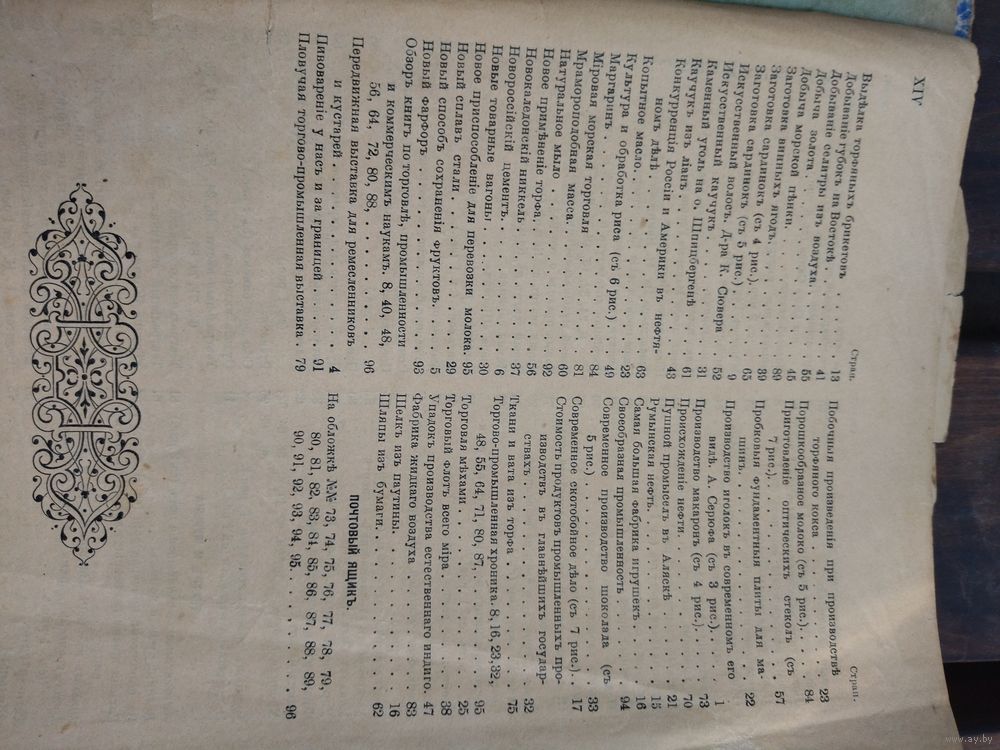 XIV
Стран.
Выдѣлка торфяныхъ брикетовъ . 13
Добываніе губокъ на Востокѣ . . 41
Добываніе селитры изъ воздуха. . 55
Добыча золота . . . . . . 45
Добыча морской пѣнки. . . . . 89
Заготовка винныхъ ягодъ. . . . 39
Заготовка сардинокъ (съ 4 рис.) . 65
Заготовка сардинокъ (съ 5 рис.) . 9
Искусственный волосъ. Д-ра К. Сювера 52
Искусственный каучукъ . . . . 31
Каменный уголь на о. Шпицбергенѣ 61
Каучукъ изъ ліанъ . . . . . 43
Конкурренція Россіи и Америки въ нефтя-
номъ дѣлѣ . . . . . .
Копытное масло. . . . . . 63
Культура и обработка риса (съ 6 рис.) . 23
Маргаринъ . . . . . . . 49
Міровая морская торговля . . . 84
Мрамороподобная масса. . . . . 81
Натуральное мыло . . . . . 60
Новое примѣненіе торфа. . . . 92
Новокаледонскій никкель . . . 56
Новороссійскій цементъ. . . . 37
Новые товарные вагоны . . . . 6
Новое приспособленіе для перевозки молока. 30
Новый сплавъ стали . . . . . 95
Новый способъ сохраненія фруктовъ. . 29
Новый фарфоръ . . . . . . 5
Обзоръ книгъ по торговлѣ, промышленности 93
и коммерческимъ наукамъ. 8, 40, 48,
56, 64, 72, 80, 88, . . . . 96
Передвижная выставка для ремесленниковъ
и кустарей . . . . . . 4
Пивовареніе у насъ и за границей . . . 91
Пловучая торгово-промышленная выставка . 79
Стран.
Побочныя произведенія при производствѣ
торфяного кокса . . . . . 23
Порошкообразное молоко (съ 5 рис.). . 84
Приготовленіе оптическихъ стеколъ (съ
7 рис.). . . . . . . . 57
Пробковыя фундаментныя плиты для ма-
шинъ. . . . . . . .
Производство иголокъ въ современномъ его
видѣ. А. Серюфа (съ 3 рис.). . . 1
Производство макаронъ (съ 4 рис.). . 73
Происхожденіе нефти. . . . . 70
Пушной промыселъ въ Аляскѣ . . 21
Румынская нефть. . . . . . 15
Самая большая фабрика игрушекъ. . 16
Своеобразная промышленность . . . 94
Современное производство шоколада (съ
5 рис.) . . . . . . . 33
Современное скотобойное дѣло (съ 7 рис.). . 17
Стоимость продуктовъ промышленныхъ про-
изводствъ въ главнѣйшихъ государ-
ствахъ . . . . . . . 32
Ткани и вата изъ торфа . . . . 75
Торгово-промышленная хроника. 8, 16, 23, 32,
48, 55, 64, 71, 80, 87. . . . . 95
Торговля мѣхами. . . . . . 25
Торговый флотъ всего міра. . . . 38
Упадокъ производства естественнаго индиго. 47
Фабрика жидкаго воздуха . . . . 83
Шелкъ изъ паутины. . . . . . 16
Шляпы изъ бумаги. . . . . . 62
ПОЧТОВЫЙ ЯЩИКЪ.
На обложкѣ №№ 73, 74, 75, 76, 77, 78, 79,
80, 81, 82, 83, 84, 85, 86, 87, 88, 89,
90, 91, 92, 93, 94, 95. . . . . . 96
www.ay.by